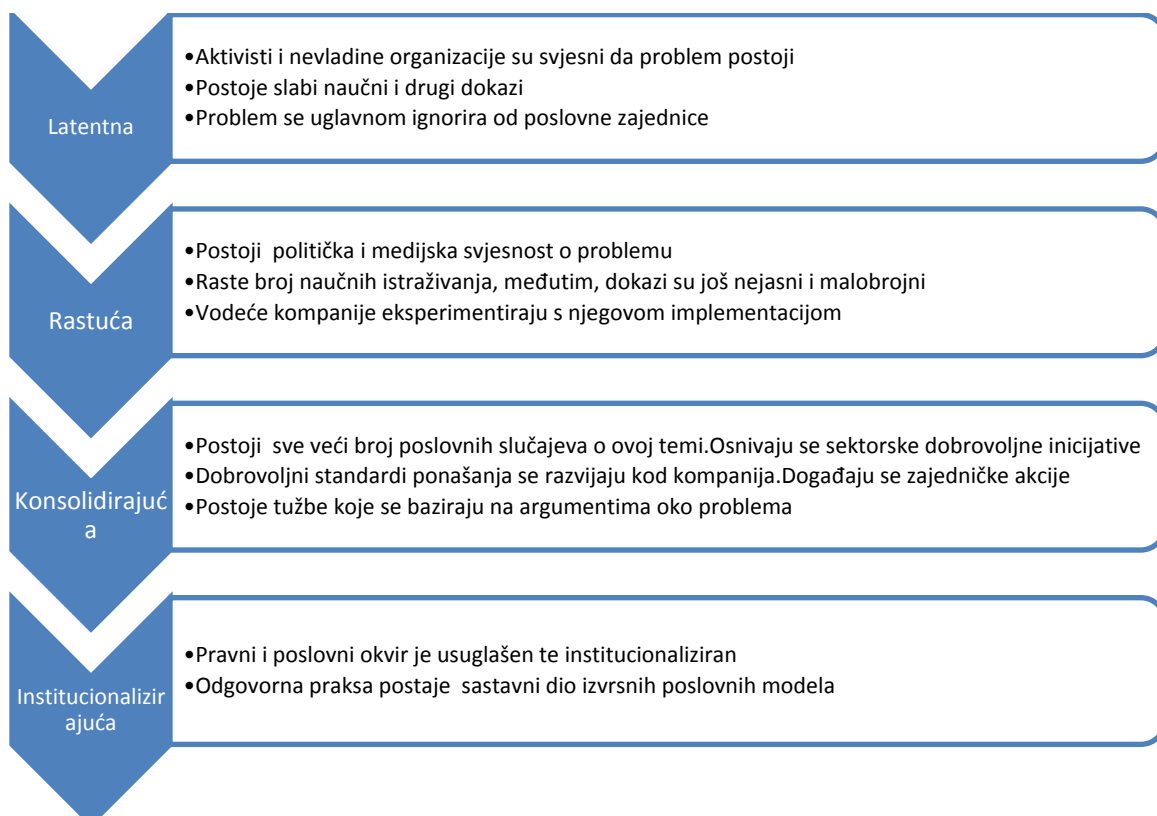 Latentna
•Aktivisti i nevladine organizacije su svjesni da problem postoji
•Postoje slabi naučni i drugi dokazi
•Problem se uglavnom ignorira od poslovne zajednice
Rastuća
•Postoji  politička i medijska svjesnost o problemu
•Raste broj naučnih istraživanja, međutim, dokazi su još nejasni i malobrojni
•Vodeće kompanije eksperimentiraju s njegovom implementacijom
Konsolidirajuć
a
•Postoji  sve veći broj poslovnih slučajeva o ovoj temi.Osnivaju se sektorske dobrovoljne inicijative
•Dobrovoljni standardi ponašanja se razvijaju kod kompanija.Događaju se zajedničke akcije
•Postoje tužbe koje se baziraju na argumentima oko problema
Institucionalizir
ajuća
•Pravni i poslovni okvir je usuglašen te institucionaliziran
•Odgovorna praksa postaje  sastavni dio izvrsnih poslovnih modela